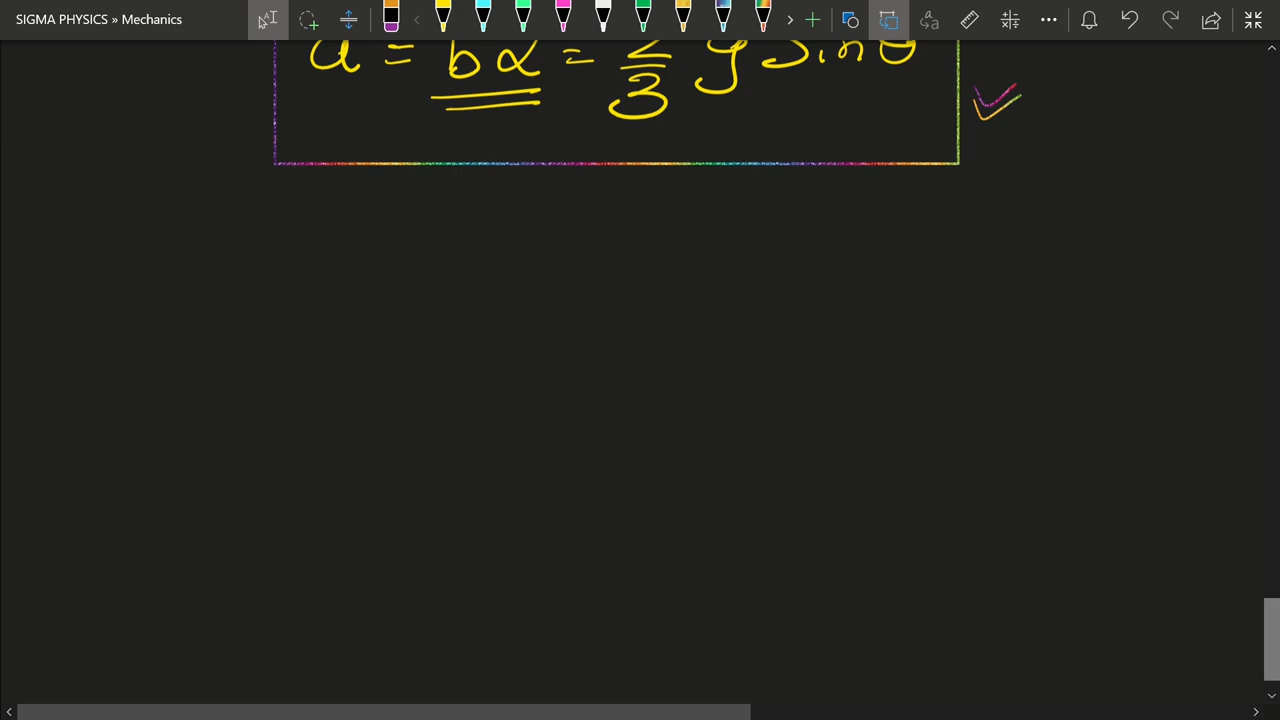 SIGMA PHYSICS » Mechanics
a = bα = 2/3 g Sinθ